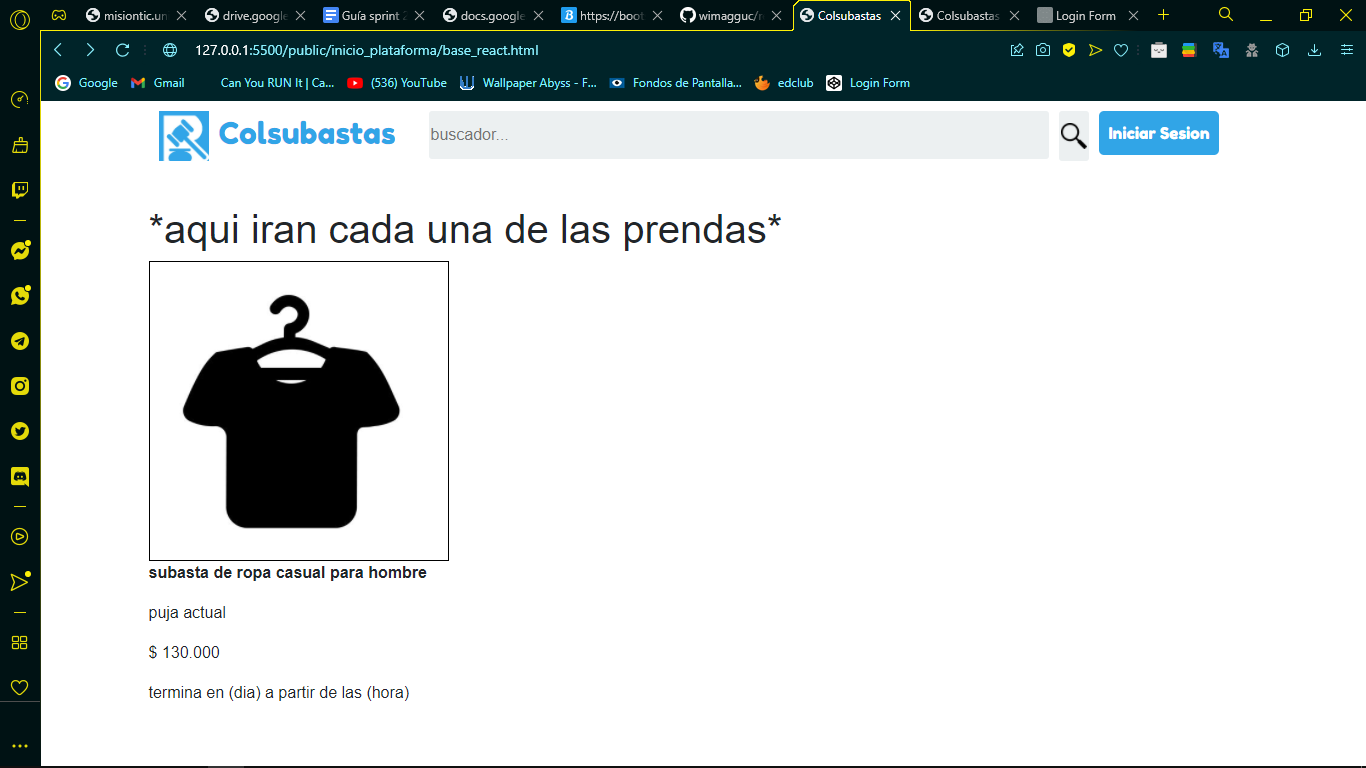 misiontic.un
drive.google
Guía sprint 2
docs.google
https://boot
wimagguc/r
Colsubastas
Colsubastas
Login Form
127.0.0.1:5500/public/inicio_plataforma/base_react.html
Google
Gmail
Can You RUN It | Ca...
(536) YouTube
Wallpaper Abyss - F...
Fondos de Pantalla...
edclub
Login Form
Colsubastas
buscador...
Iniciar Sesion
*aqui iran cada una de las prendas*
subasta de ropa casual para hombre
puja actual
$ 130.000
termina en (dia) a partir de las (hora)